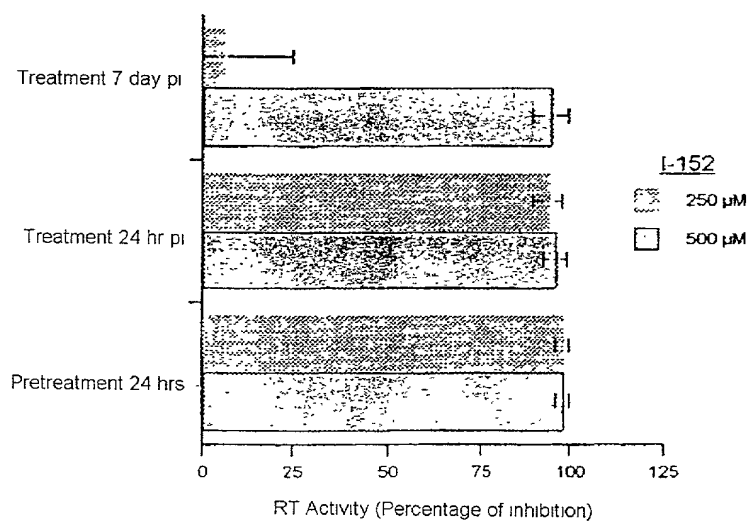 Treatment 7 day pi
Treatment 24 hr pi
Pretreatment 24 hrs
I-152
250 µM
500 µM
0 25 50 75 100 125
RT Activity (Percentage of inhibition)